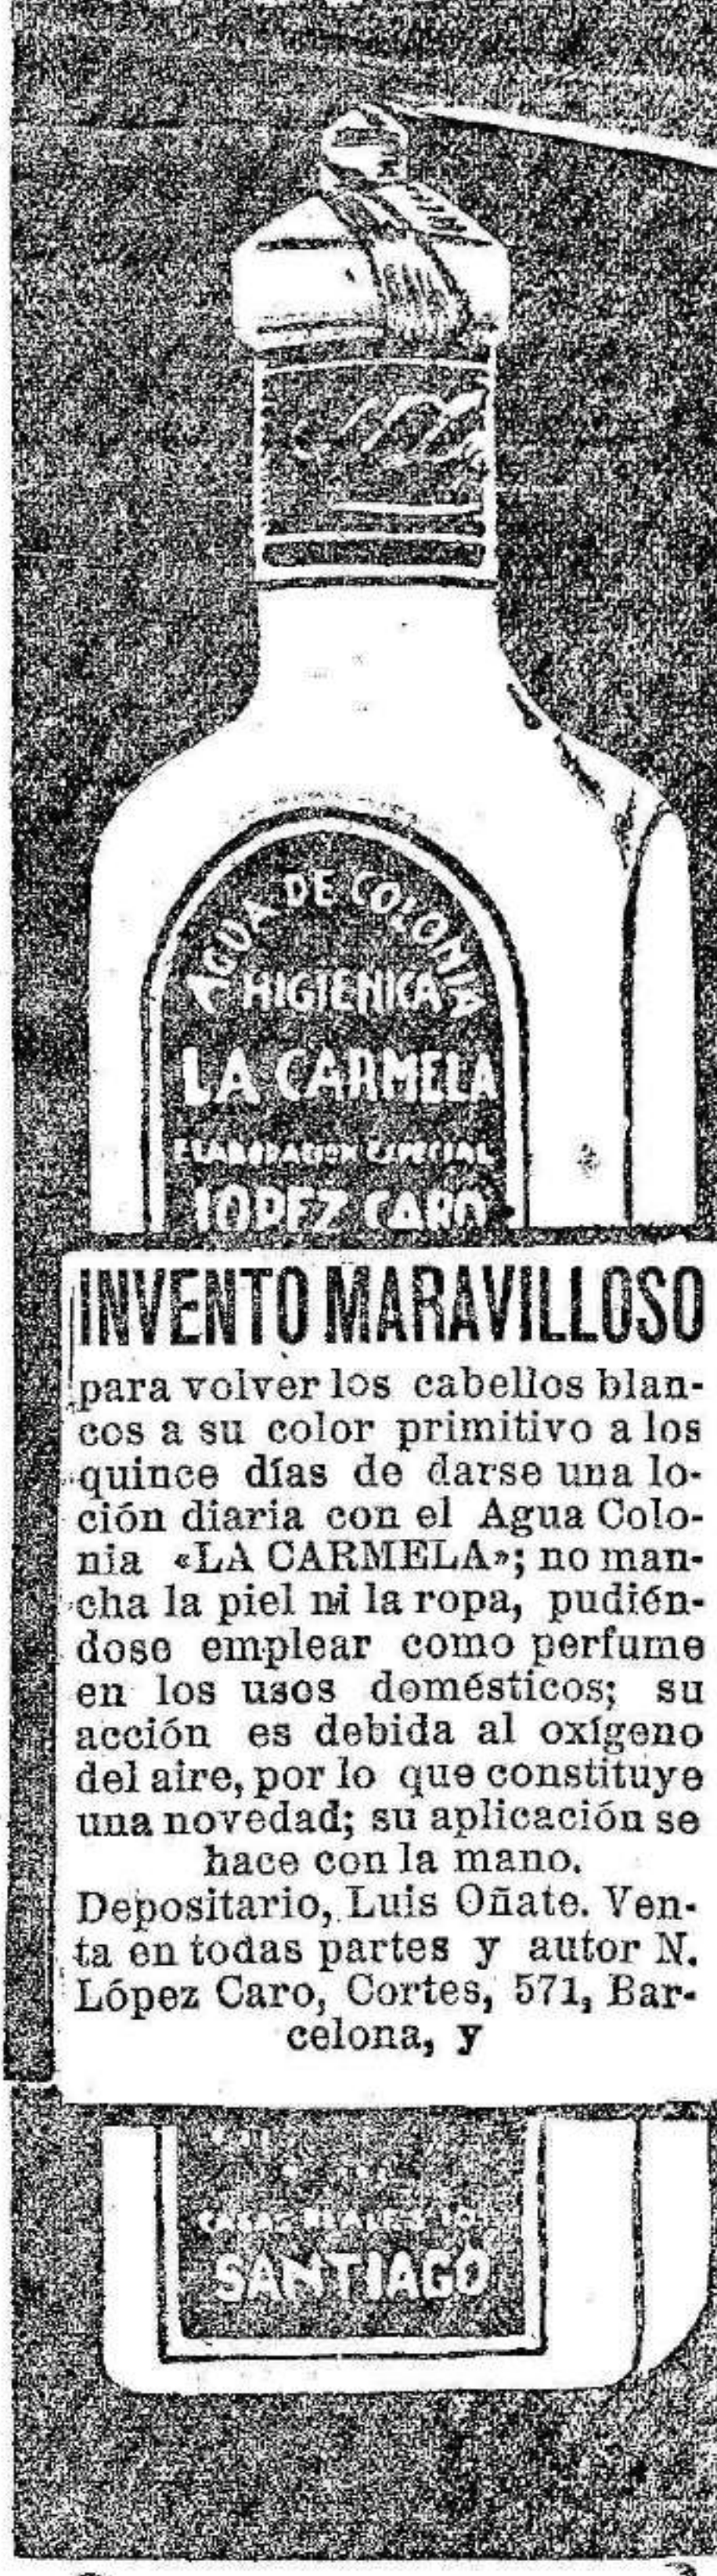 AGUA DE COLONIA
HIGIENICA
LA CARMELA
ELABORACION ESPECIAL
LOPEZ CARO
INVENTO MARAVILLOSO
para volver los cabellos blan-
cos a su color primitivo a los
quince días de darse una lo-
ción diaria con el Agua Colo-
nia «LA CARMELA»; no man-
cha la piel ni la ropa, pudién-
dose emplear como perfume
en los usos domésticos; su
acción es debida al oxígeno
del aire, por lo que constituye
una novedad; su aplicación se
hace con la mano.
Depositario, Luis Oñate. Ven-
ta en todas partes y autor N.
López Caro, Cortes, 571, Bar-
celona, y
SANTIAGO